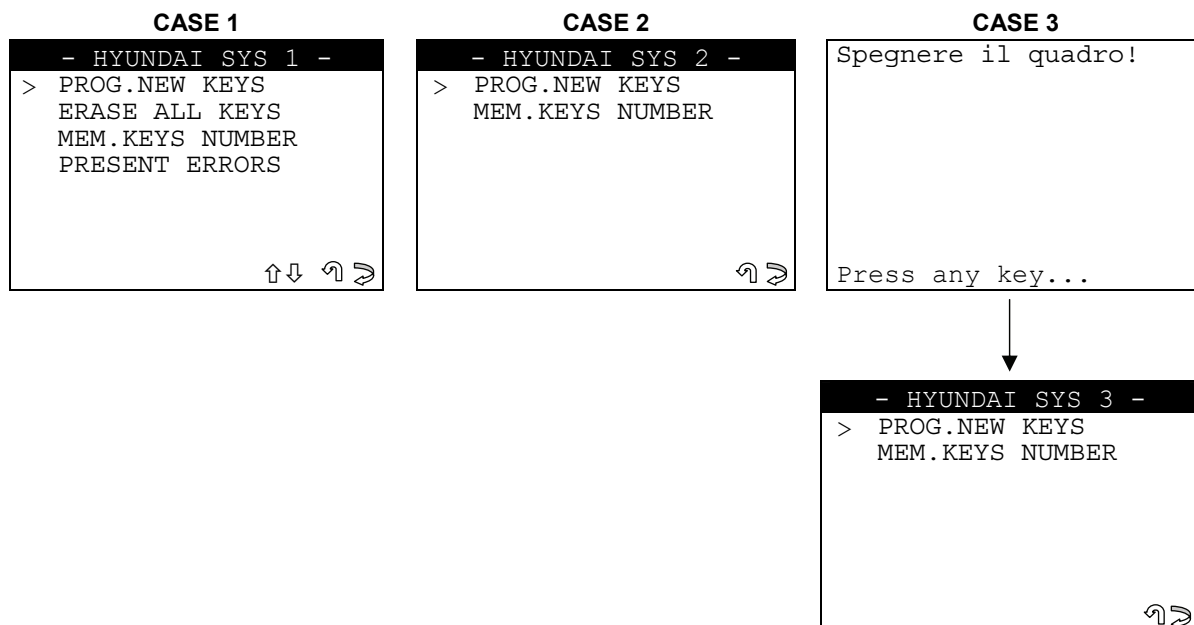 CASE 1
- HYUNDAI SYS 1 -
> PROG.NEW KEYS
ERASE ALL KEYS
MEM.KEYS NUMBER
PRESENT ERRORS
CASE 2
- HYUNDAI SYS 2 -
> PROG.NEW KEYS
MEM.KEYS NUMBER
CASE 3
Spegnere il quadro!
Press any key...
- HYUNDAI SYS 3 -
> PROG.NEW KEYS
MEM.KEYS NUMBER